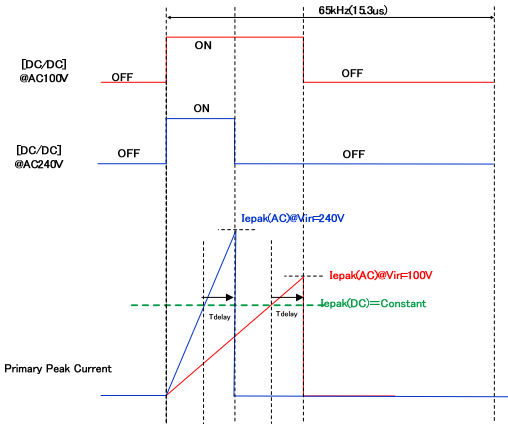 65kHz(15.3us)
ON
[DC/DC]
@AC100V
OFF
OFF
ON
[DC/DC]
@AC240V
OFF
OFF
Iepak(AC)@Vin=240V
Iepak(AC)@Vin=100V
Iepak(DC)=Constant
Tdelay
Tdelay
Primary Peak Current